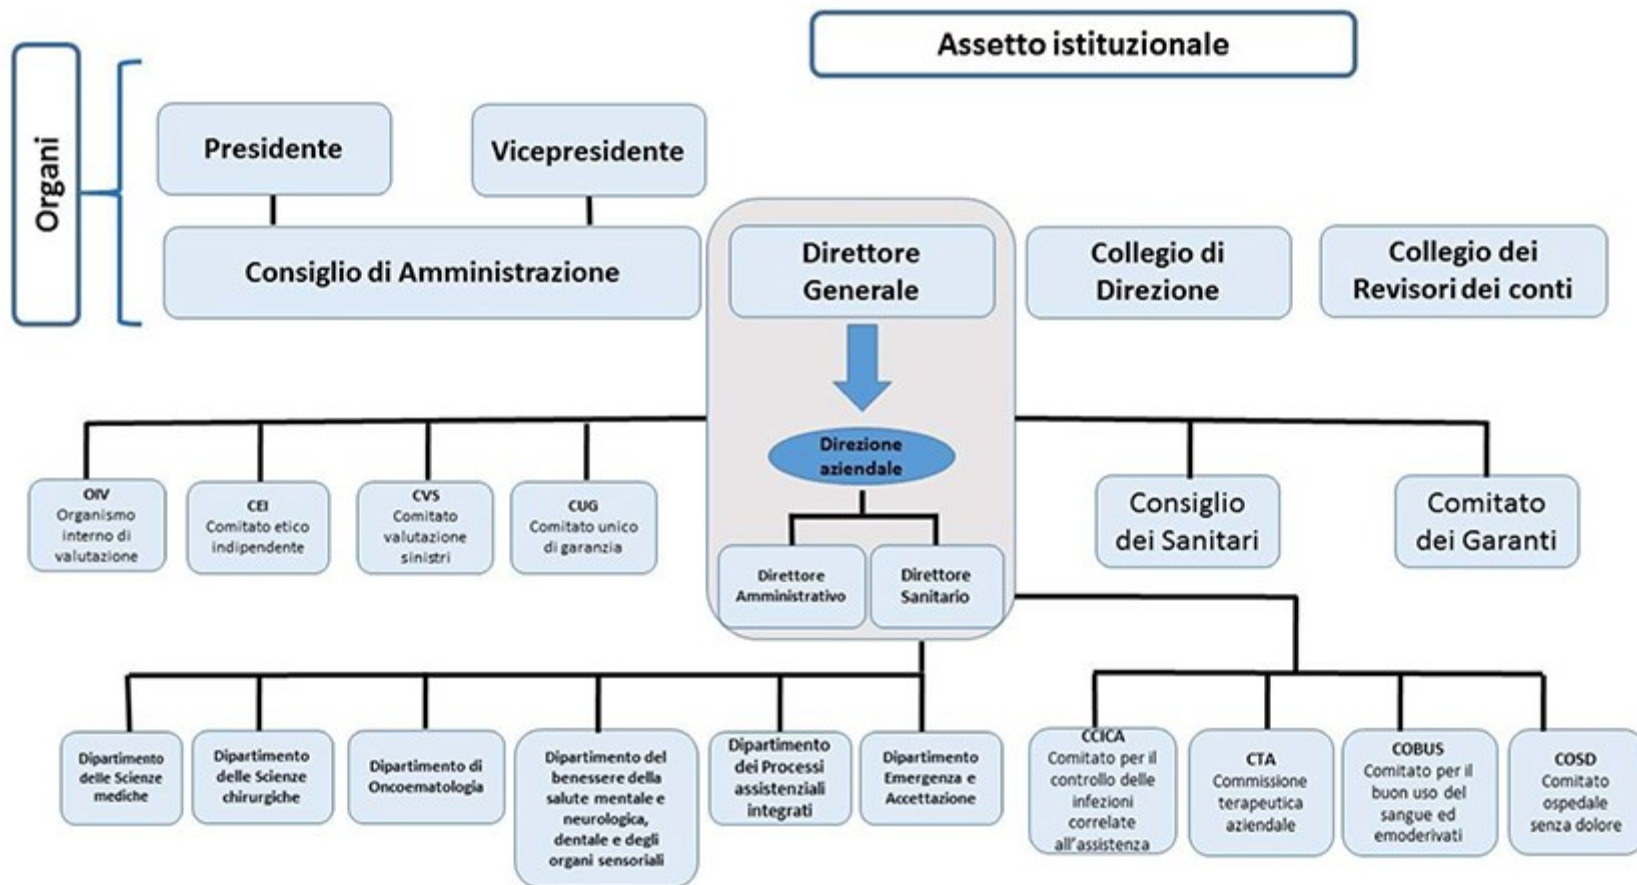 Assetto istituzionale
Organi
Presidente
Vicepresidente
Consiglio di Amministrazione
Direttore
Generale
Collegio di
Direzione
Collegio dei
Revisori dei conti
Direzione
aziendale
OIV
Organismo
interno di
valutazione
CEI
Comitato etico
indipendente
CVS
Comitato
valutazione
sinistri
CUG
Comitato unico
di garanzia
Direttore
Amministrativo
Direttore
Sanitario
Consiglio
dei Sanitari
Comitato
dei Garanti
Dipartimento
delle Scienze
mediche
Dipartimento
delle Scienze
chirurgiche
Dipartimento di
Oncoematologia
Dipartimento del
benessere della
salute mentale e
neurologica,
dentale e degli
organi sensoriali
Dipartimento
dei Processi
assistenziali
integrati
Dipartimento
Emergenza e
Accettazione
CCICA
Comitato per il
controllo delle
infezioni
correlate
all'assistenza
CTA
Commissione
terapeutica
aziendale
COBUS
Comitato per il
buon uso del
sangue ed
emoderivati
COSD
Comitato
ospedale
senza dolore